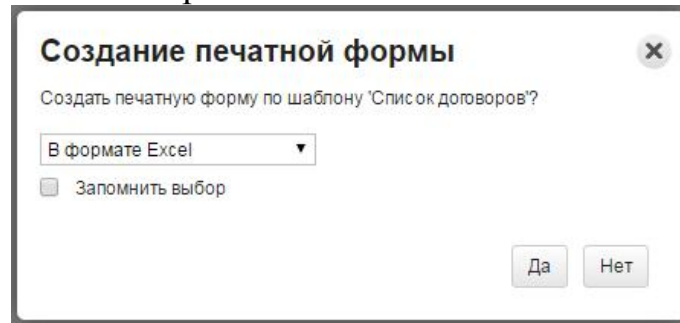 Создание печатной формы
Создать печатную форму по шаблону 'Список договоров'?
В формате Excel
Запомнить выбор
Да Нет